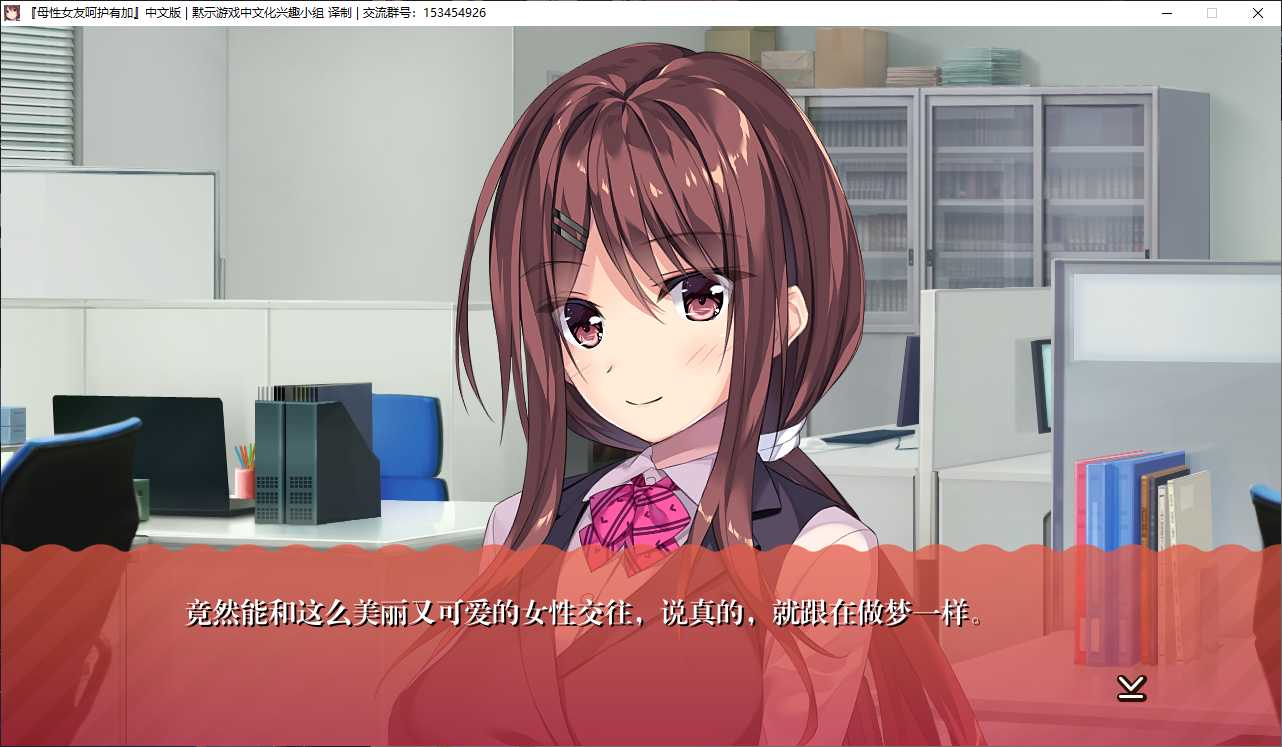 『母性女友呵护有加』中文版 | 默示游戏中文化兴趣小组 译制 | 交流群号：153454926
竟然能和这么美丽又可爱的女性交往，说真的，就跟在做梦一样。